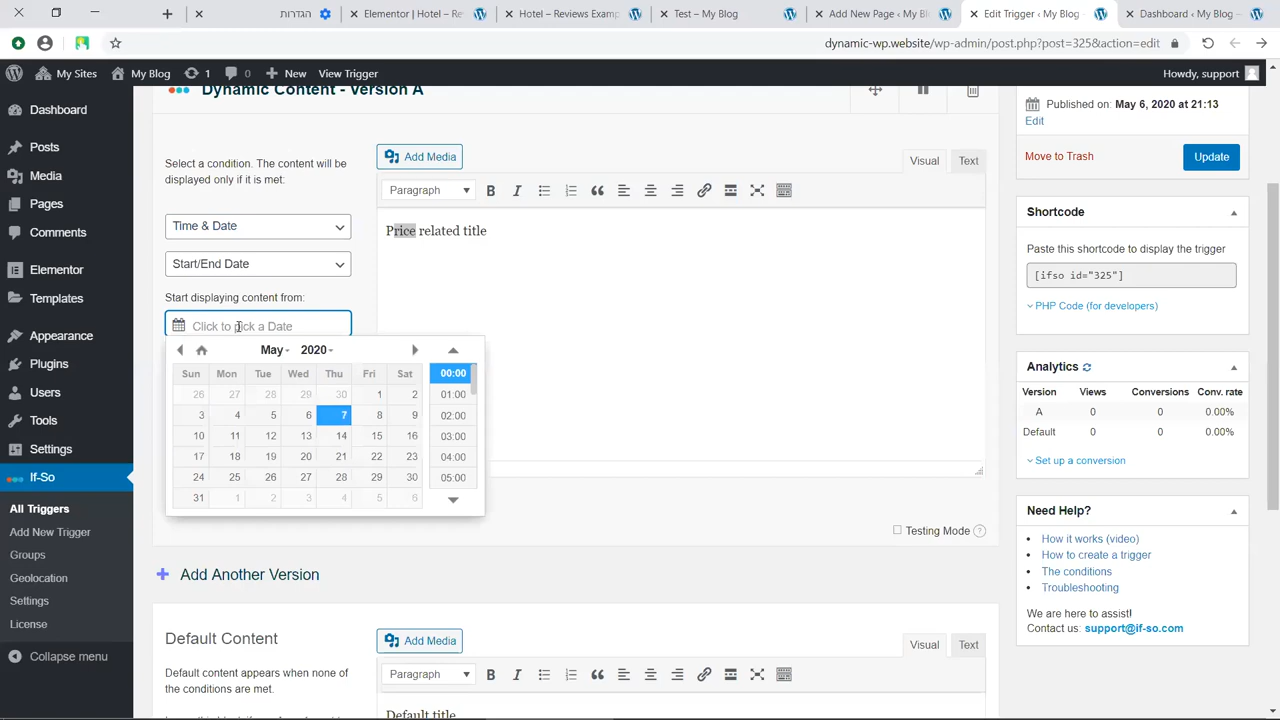 הגדרות
Elementor | Hotel – Re
Hotel – Reviews Examp
Test – My Blog
Add New Page ‹ My B
Edit Trigger ‹ My Blog
Dashboard ‹ My Blog –
dynamic-wp.website/wp-admin/post.php?post=325&action=edit
My Sites
My Blog
1
0
New
View Trigger
Howdy, support
Dashboard
Posts
Media
Pages
Comments
Elementor
Templates
Appearance
Plugins
Users
Tools
Settings
If-So
All Triggers
Add New Trigger
Groups
Geolocation
Settings
License
Collapse menu
Dynamic Content - Version A
Select a condition. The content will be
displayed only if it is met:
Time & Date
Start/End Date
Start displaying content from:
Click to pick a Date
May 2020
Sun Mon Tue Wed Thu Fri Sat
26 27 28 29 30 1 2
3 4 5 6 7 8 9
10 11 12 13 14 15 16
17 18 19 20 21 22 23
24 25 26 27 28 29 30
31 1 2 3 4 5 6
00:00
01:00
02:00
03:00
04:00
05:00
Add Media
Visual
Text
Paragraph
Price related title
Testing Mode
Add Another Version
Default Content
Default content appears when none of
the conditions are met.
Add Media
Visual
Text
Paragraph
Default title
Published on: May 6, 2020 at 21:13
Edit
Move to Trash
Update
Shortcode
Paste this shortcode to display the trigger
[ifso id="325"]
PHP Code (for developers)
Analytics
Version Views Conversions Conv. rate
A 0 0 0.00%
Default 0 0 0.00%
Set up a conversion
Need Help?
How it works (video)
How to create a trigger
The conditions
Troubleshooting
We are here to assist!
Contact us: support@if-so.com